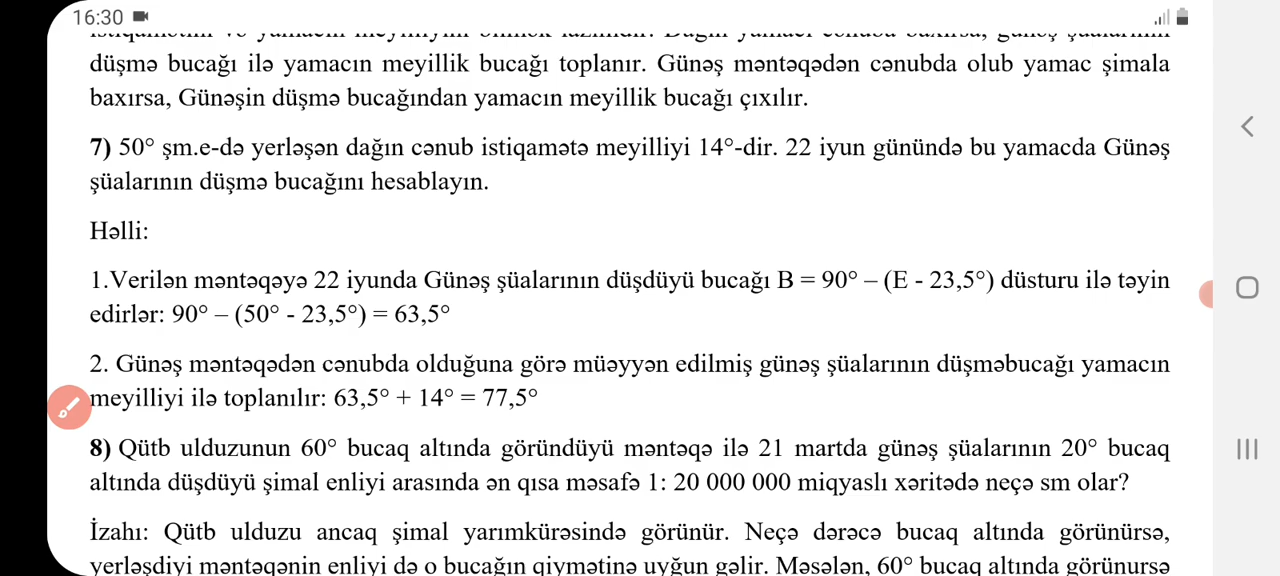 16:30
düşmə bucağı ilə yamacın meyillik bucağı toplanır. Günəş məntəqədən cənubda olub yamac şimala
baxırsa, Günəşin düşmə bucağından yamacın meyillik bucağı çıxılır.
7) 50° şm.e-də yerləşən dağın cənub istiqamətə meyilliyi 14°-dir. 22 iyun günündə bu yamacda Günəş
şüalarının düşmə bucağını hesablayın.
Həlli:
1.Verilən məntəqəyə 22 iyunda Günəş şüalarının düşdüyü bucağı B = 90° – (E - 23,5°) düsturu ilə təyin
edirlər: 90° – (50° - 23,5°) = 63,5°
2. Günəş məntəqədən cənubda olduğuna görə müəyyən edilmiş günəş şüalarının düşməbucağı yamacın
meyilliyi ilə toplanılır: 63,5° + 14° = 77,5°
8) Qütb ulduzunun 60° bucaq altında göründüyü məntəqə ilə 21 martda günəş şüalarının 20° bucaq
altında düşdüyü şimal enliyi arasında ən qısa məsafə 1: 20 000 000 miqyaslı xəritədə neçə sm olar?
İzahı: Qütb ulduzu ancaq şimal yarımkürəsində görünür. Neçə dərəcə bucaq altında görünürsə,
yerləşdiyi məntəqənin enliyi də o bucağın qiymətinə uyğun gəlir. Məsələn, 60° bucaq altında görünürsə